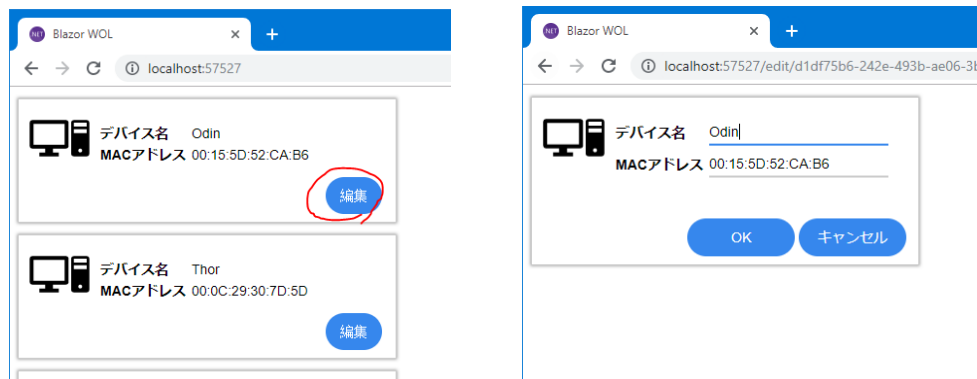 NET Blazor WOL
localhost:57527
デバイス名 Odin
MACアドレス 00:15:5D:52:CA:B6
編集
デバイス名 Thor
MACアドレス 00:0C:29:30:7D:5D
編集
NET Blazor WOL
localhost:57527/edit/d1df75b6-242e-493b-ae06-3b
デバイス名 Odin
MACアドレス 00:15:5D:52:CA:B6
OK キャンセル